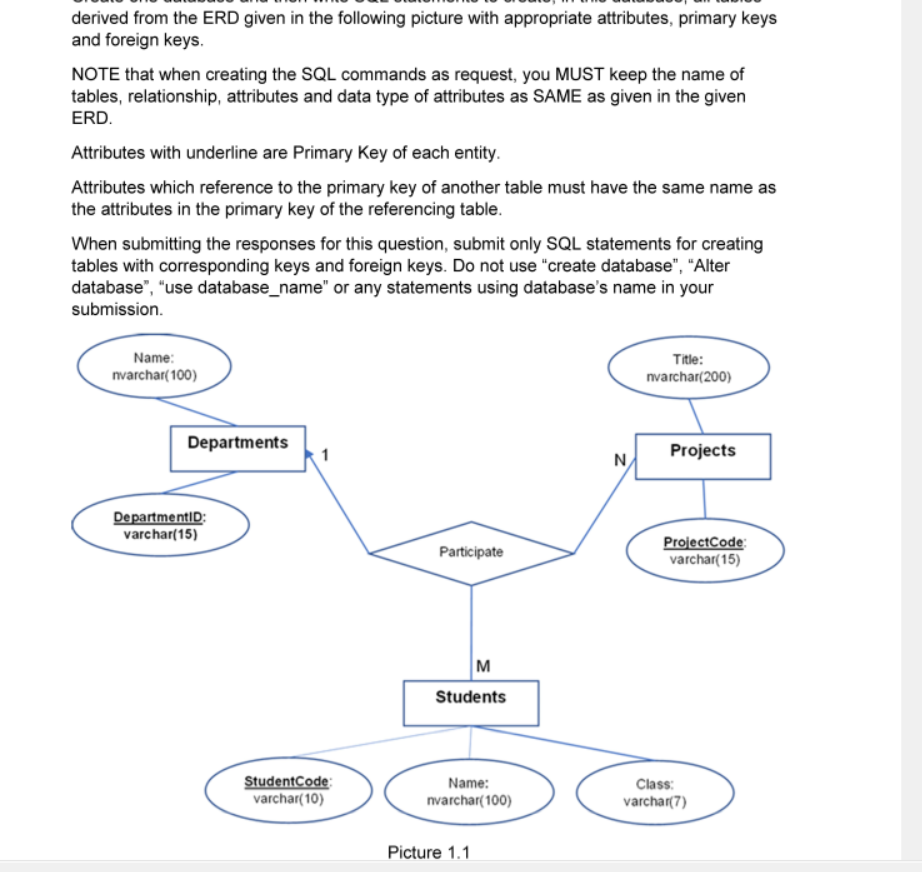 derived from the ERD given in the following picture with appropriate attributes, primary keys
and foreign keys.
NOTE that when creating the SQL commands as request, you MUST keep the name of
tables, relationship, attributes and data type of attributes as SAME as given in the given
ERD.
Attributes with underline are Primary Key of each entity.
Attributes which reference to the primary key of another table must have the same name as
the attributes in the primary key of the referencing table.
When submitting the responses for this question, submit only SQL statements for creating
tables with corresponding keys and foreign keys. Do not use “create database”, “Alter
database”, “use database_name” or any statements using database’s name in your
submission.
Name:
nvarchar(100)
Title:
nvarchar(200)
Departments
1
N
Projects
DepartmentID:
varchar(15)
Participate
ProjectCode:
varchar(15)
M
Students
StudentCode:
varchar(10)
Name:
nvarchar(100)
Class:
varchar(7)
Picture 1.1